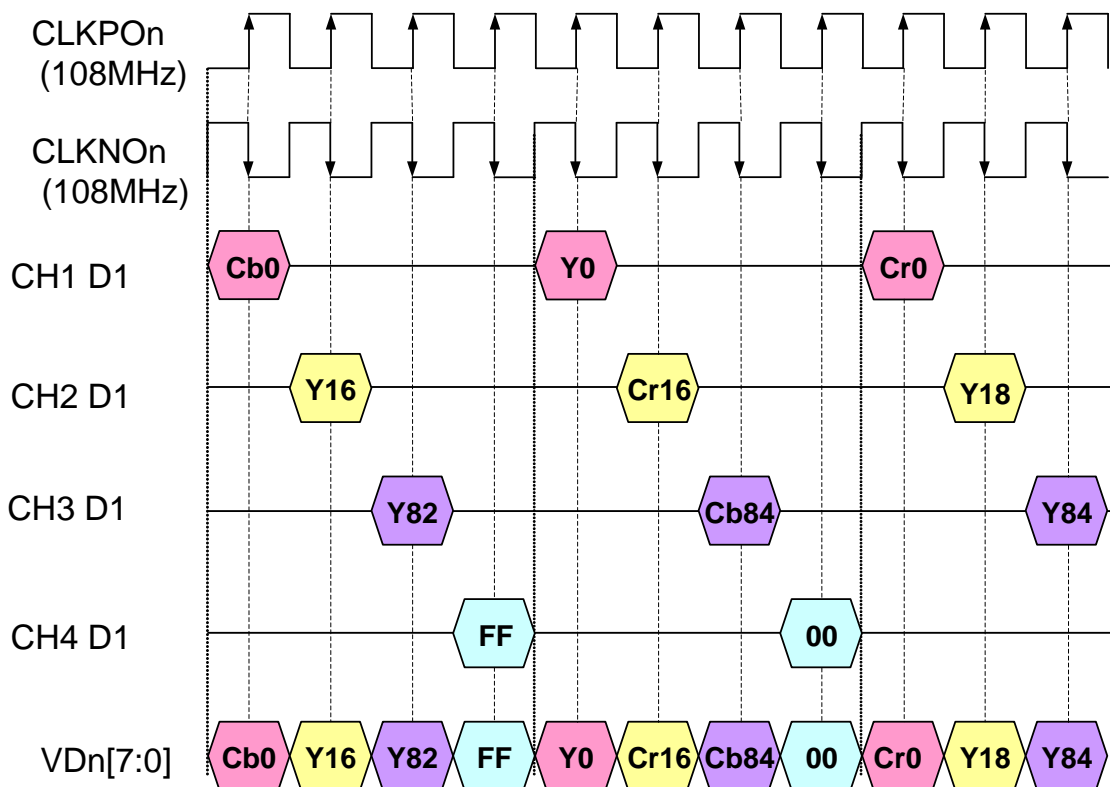 CLKPOn
(108MHz)
CLKNOn
(108MHz)
CH1 D1
Cb0
Y0
Cr0
CH2 D1
Y16
Cr16
Y18
CH3 D1
Y82
Cb84
Y84
CH4 D1
FF
00
VDn[7:0]
Cb0
Y16
Y82
FF
Y0
Cr16
Cb84
00
Cr0
Y18
Y84